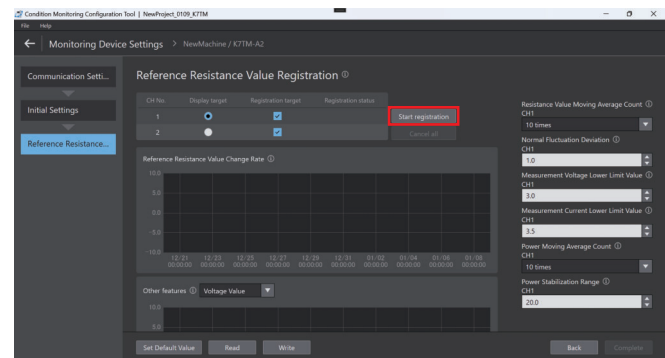 Condition Monitoring Configuration Tool | NewProject_0109_K7TM
File Help
← Monitoring Device Settings > NewMachine / K7TM-A2
Communication Setti...
Initial Settings
Reference Resistance...
Reference Resistance Value Registration
CH No. Display target Registration target Registration status
1
2
Start registration
Cancel all
Reference Resistance Value Change Rate
10.0
5.0
0.0
-5.0
-10.0
12/21 12/23 12/25 12/27 12/29 12/31 01/02 01/04 01/06 01/08
00:00:00 00:00:00 00:00:00 00:00:00 00:00:00 00:00:00 00:00:00 00:00:00 00:00:00 00:00:00
Other features Voltage Value
10.0
Resistance Value Moving Average Count
CH1
10 times
Normal Fluctuation Deviation
CH1
1.0
Measurement Voltage Lower Limit Value
CH1
3.0
Measurement Current Lower Limit Value
CH1
3.5
Power Moving Average Count
CH1
10 times
Power Stabilization Range
CH1
20.0
Set Default Value Read Write
Back Complete